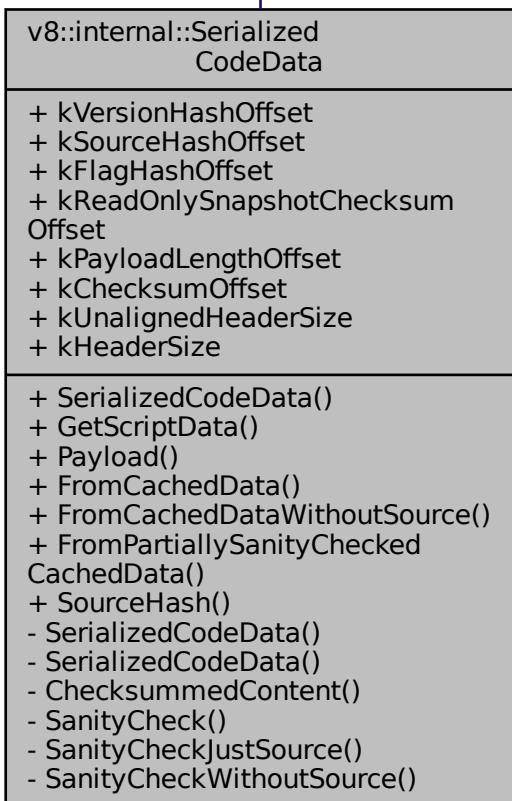 v8::internal::Serialized
CodeData
+ kVersionHashOffset
+ kSourceHashOffset
+ kFlagHashOffset
+ kReadOnlySnapshotChecksum
Offset
+ kPayloadLengthOffset
+ kChecksumOffset
+ kUnalignedHeaderSize
+ kHeaderSize
+ SerializedCodeData()
+ GetScriptData()
+ Payload()
+ FromCachedData()
+ FromCachedDataWithoutSource()
+ FromPartiallySanityChecked
CachedData()
+ SourceHash()
- SerializedCodeData()
- SerializedCodeData()
- ChecksummedContent()
- SanityCheck()
- SanityCheckJustSource()
- SanityCheckWithoutSource()